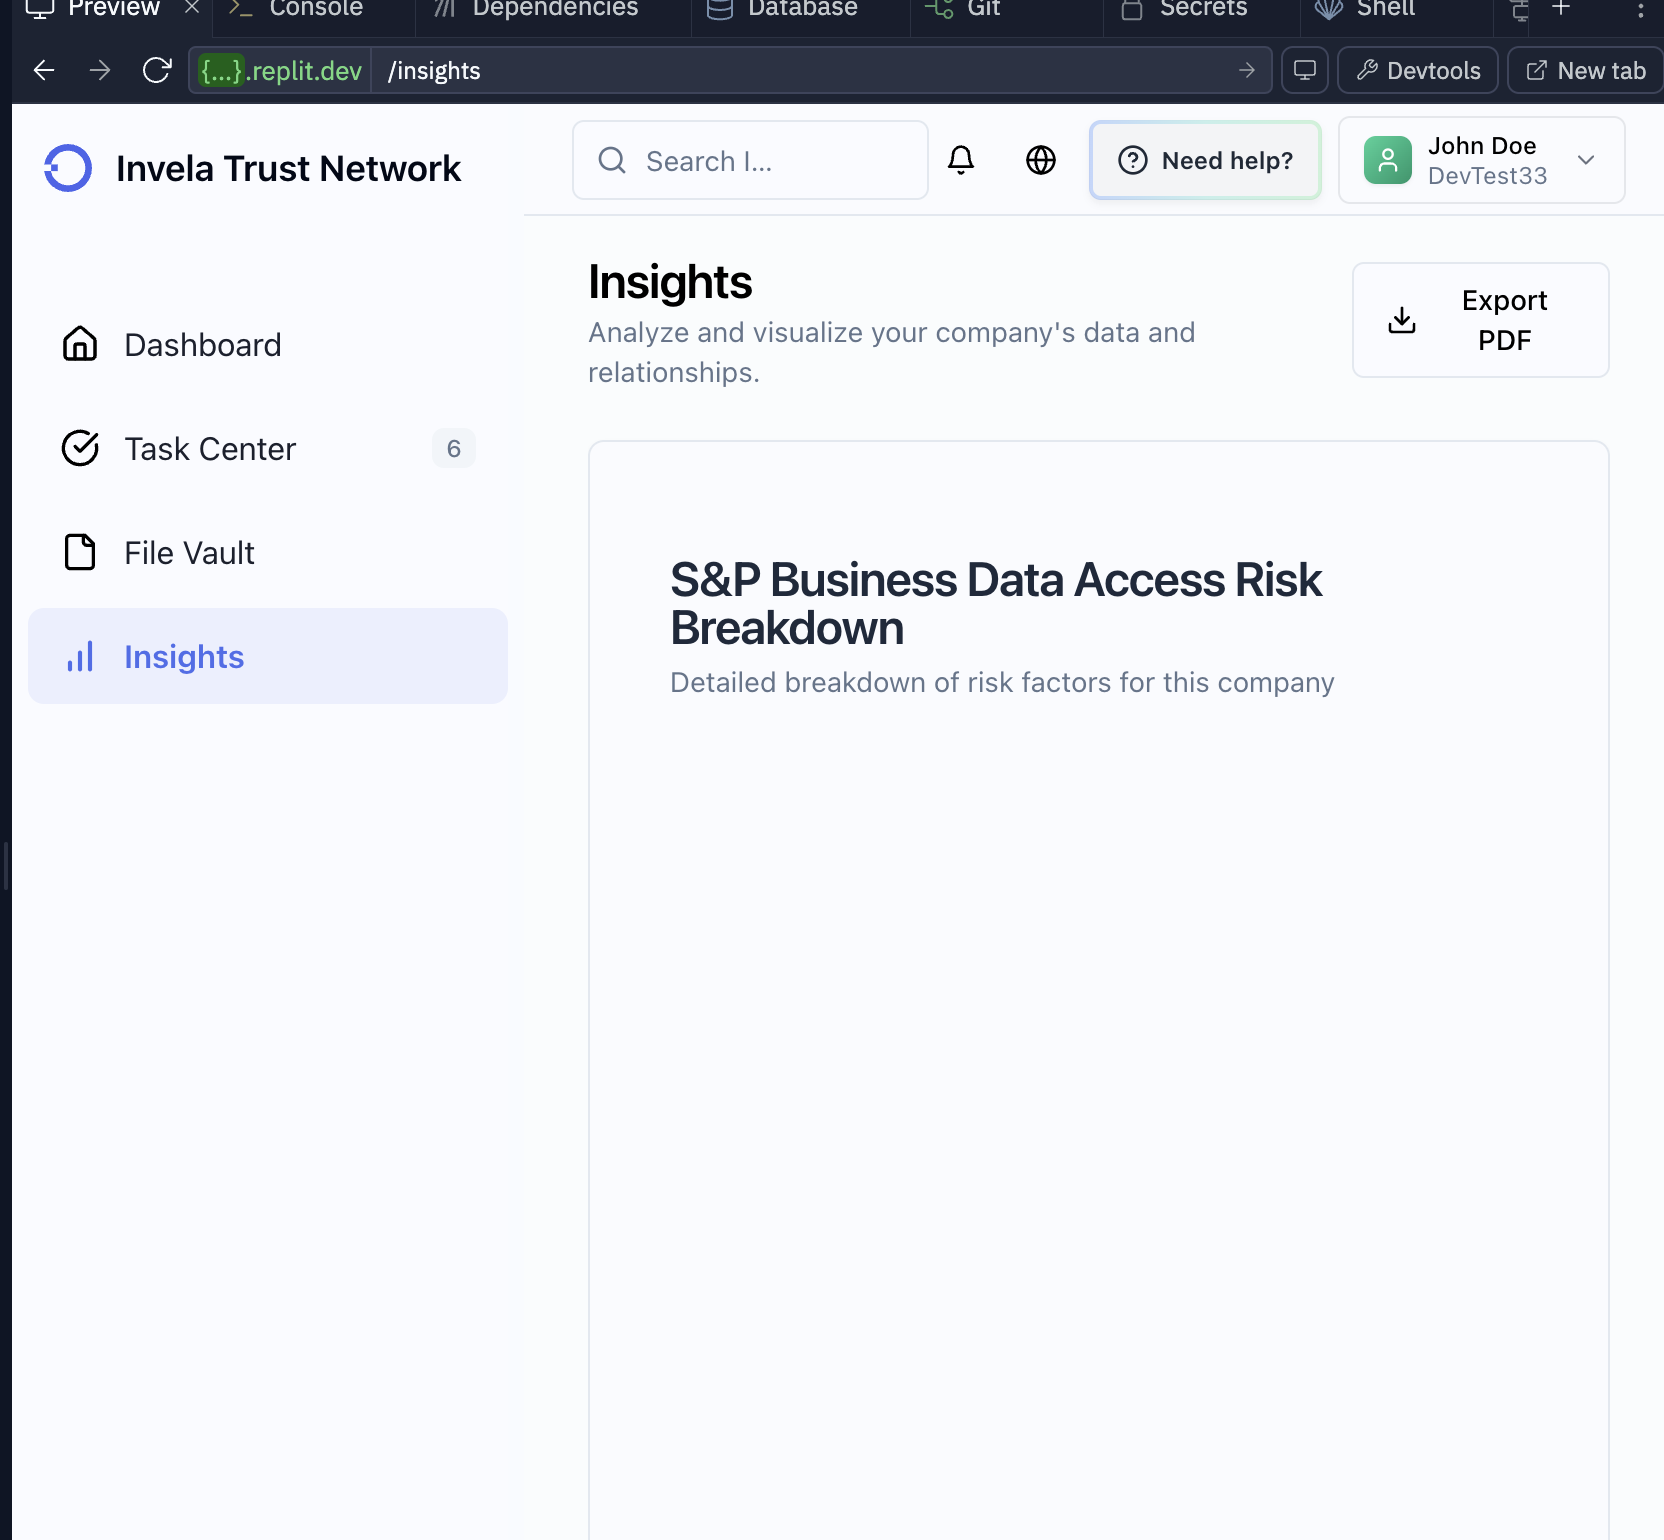 Preview
Console
Dependencies
Database
Git
Secrets
Shell
{...}.replit.dev
/insights
Devtools
New tab
Invela Trust Network
Search I...
Need help?
John Doe
DevTest33
Dashboard
Task Center
6
File Vault
Insights
Insights
Analyze and visualize your company's data and
relationships.
Export
PDF
S&P Business Data Access Risk
Breakdown
Detailed breakdown of risk factors for this company